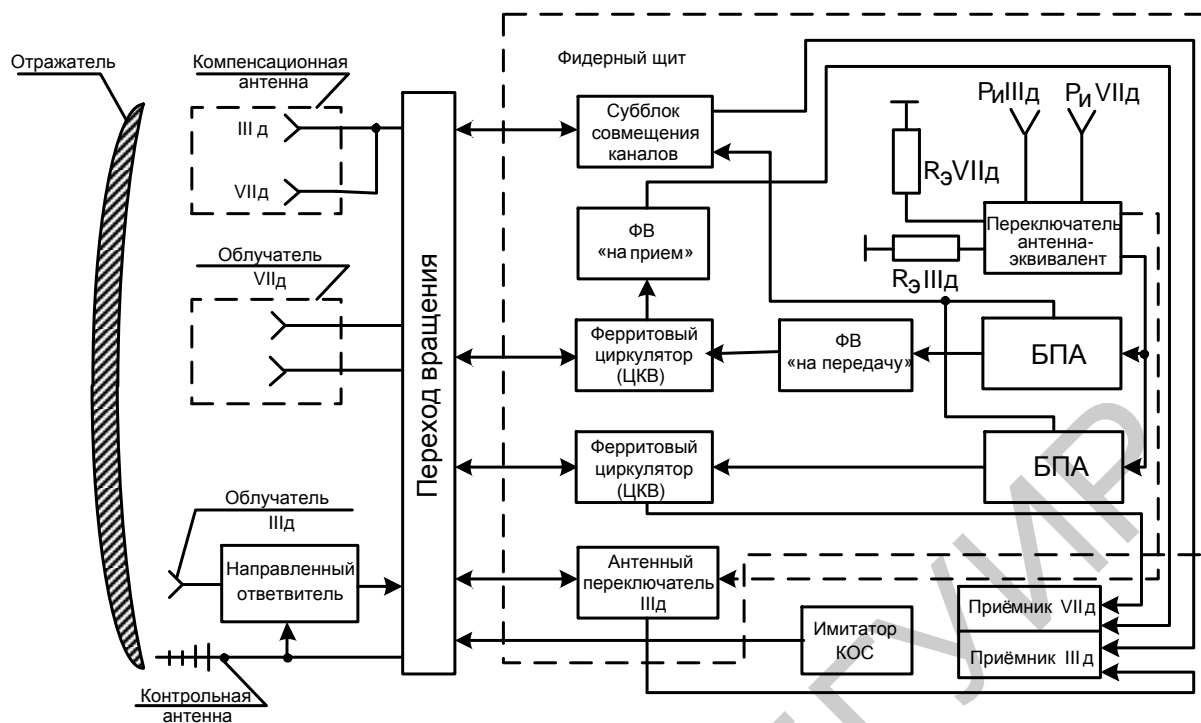 Отражатель
Компенсационная
антенна
III д
VIIд
Облучатель
VIIд
Облучатель
IIIд
Направленный
ответвитель
Контрольная
антенна
Переход вращения
Фидерный щит
Субблок
совмещения
каналов
ФВ
«на прием»
Ферритовый
циркулятор
(ЦКВ)
ФВ
«на передачу»
БПА
Ферритовый
циркулятор
(ЦКВ)
БПА
Антенный
переключатель
IIIд
Имитатор
КОС
RэVIIд
RэIIIд
РиIIIд
РиVIIд
Переключатель
антенна-
эквивалент
Приёмник VIIд
Приёмник IIIд
ГУИР